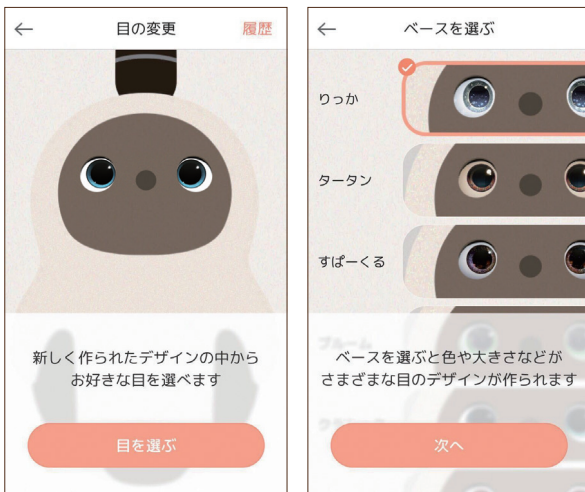 目の変更
履歴
新しく作られたデザインの中から
お好きな目を選べます
目を選ぶ
ベースを選ぶ
りっか
タータン
すぱーくる
ブルーム
ベースを選ぶと色や大きさなどが
さまざまな目のデザインが作られます
次へ